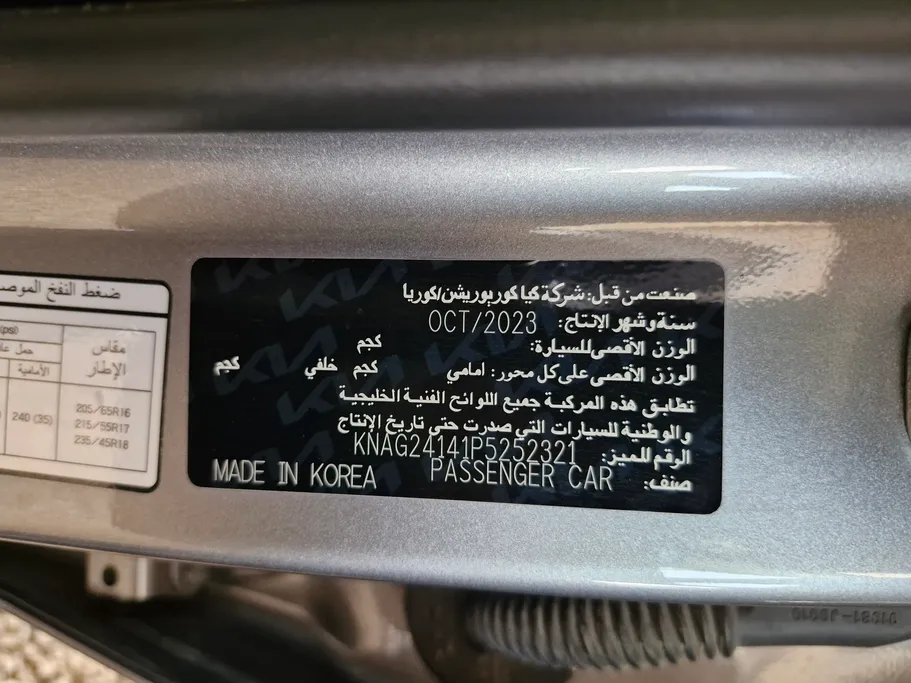 صنعت من قبل: شركة كيا كوربوريشن/كوريا
سنة وشهر الإنتاج: OCT/2023
الوزن الأقصى للسيارة: كجم
الوزن الأقصى على كل محور: امامي كجم خلفي كجم
تطابق هذه المركبة جميع اللوائح الفنية الخليجية
والوطنية للسيارات التي صدرت حتى تاريخ الإنتاج
الرقم المميز: KNAG24141P5252321
صنف: PASSENGER CAR MADE IN KOREA
ضغط النفخ
(psi)
مقاس الإطار
حمل
الأمامية
205/65R16
215/55R17
235/45R18
240 (35)